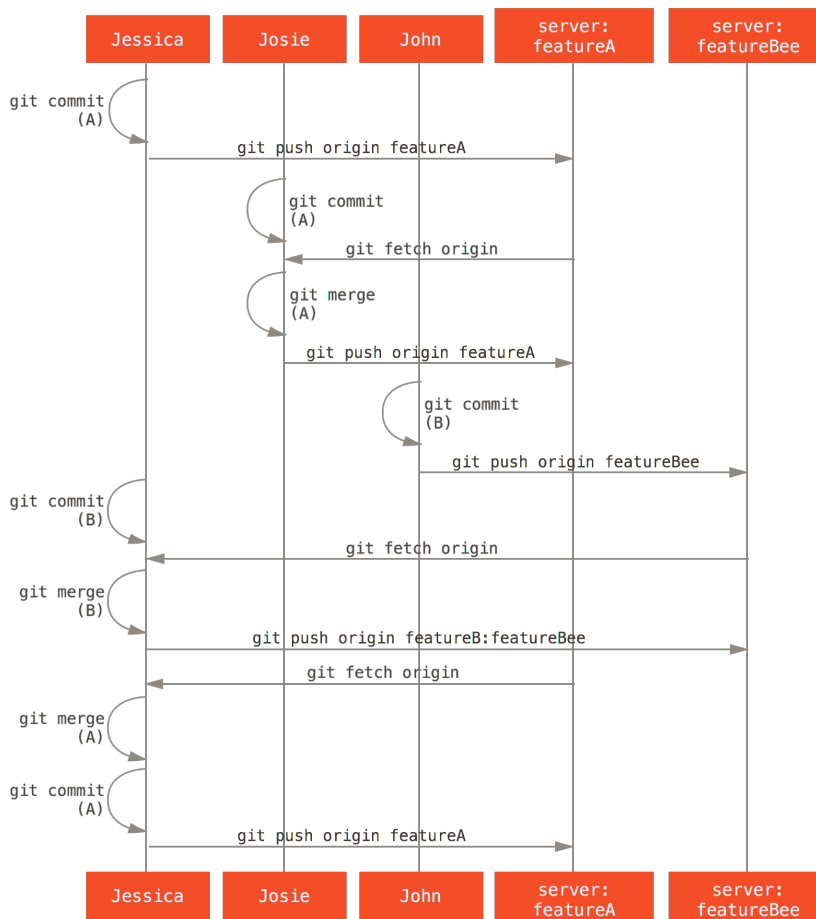 Jessica
Josie
John
server:
featureA
server:
featureBee
git commit
(A)
git push origin featureA
git commit
(A)
git fetch origin
git merge
(A)
git push origin featureA
git commit
(B)
git push origin featureBee
git commit
(B)
git fetch origin
git merge
(B)
git push origin featureB:featureBee
git fetch origin
git merge
(A)
git commit
(A)
git push origin featureA
Jessica
Josie
John
server:
featureA
server:
featureBee